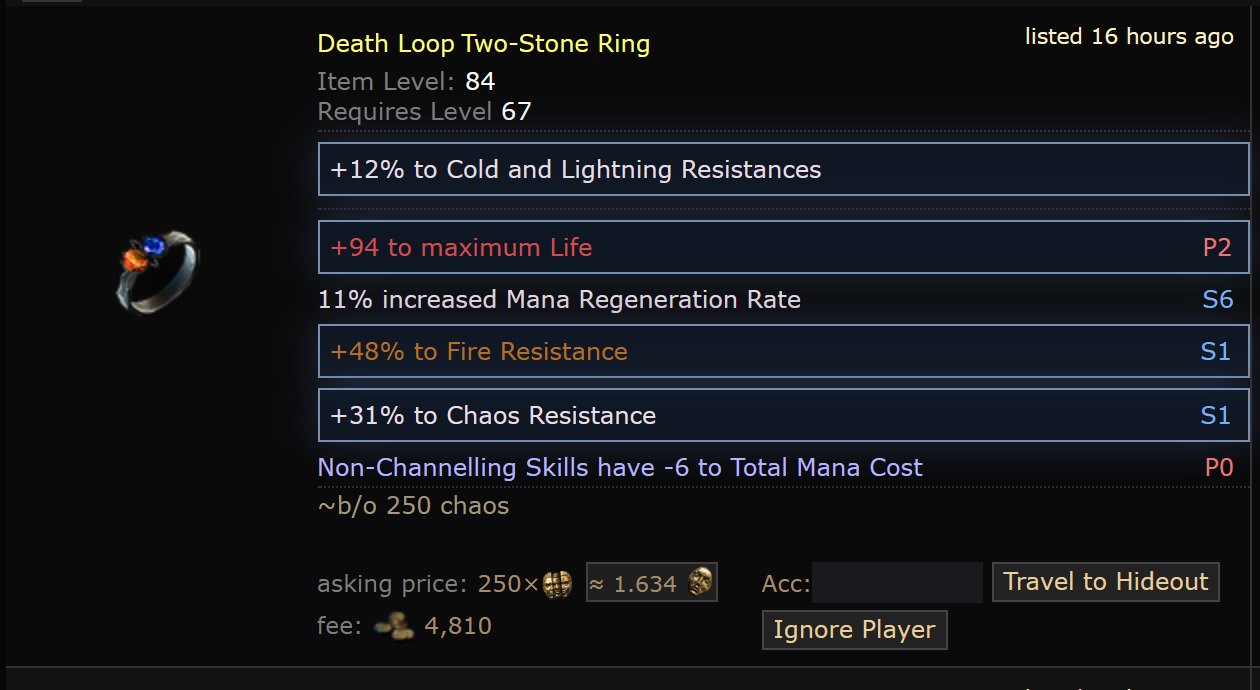 Death Loop Two-Stone Ring
listed 16 hours ago
Item Level: 84
Requires Level 67
+12% to Cold and Lightning Resistances
+94 to maximum Life P2
11% increased Mana Regeneration Rate S6
+48% to Fire Resistance S1
+31% to Chaos Resistance S1
Non-Channelling Skills have -6 to Total Mana Cost P0
~b/o 250 chaos
asking price: 250× ≈ 1.634 Acc: Travel to Hideout
fee: 4,810 Ignore Player